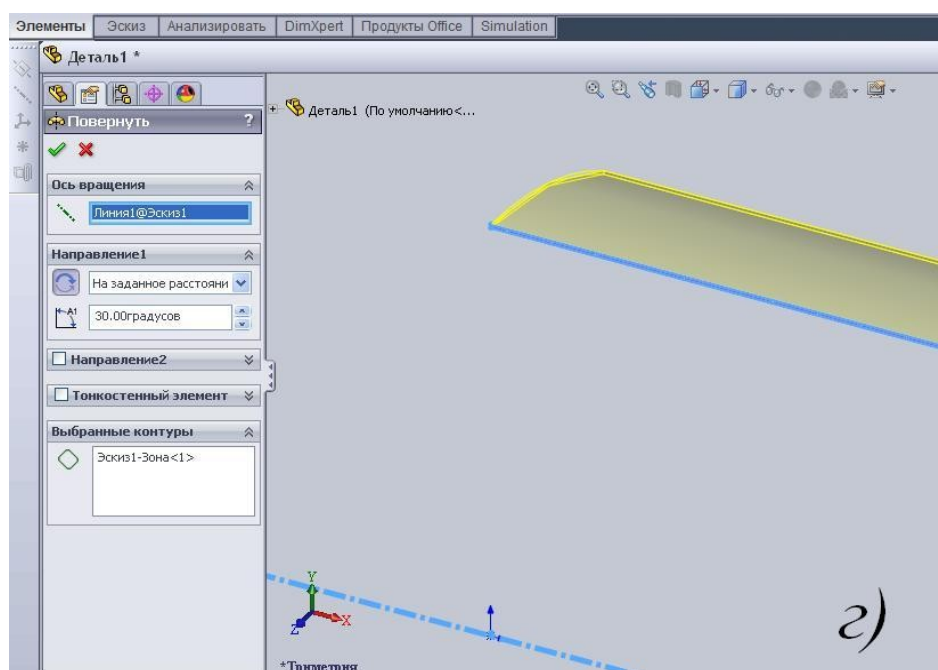 Элементы Эскиз Анализировать DimXpert Продукты Office Simulation
Деталь1 *
Деталь1 (По умолчанию<...
Повернуть ?
Ось вращения
Линия1@Эскиз1
Направление1
На заданное расстояни
A1
30.00градусов
Направление2
Тонкостенный элемент
Выбранные контуры
Эскиз1-Зона<1>
Y
X
Z
г)
*Триметрия